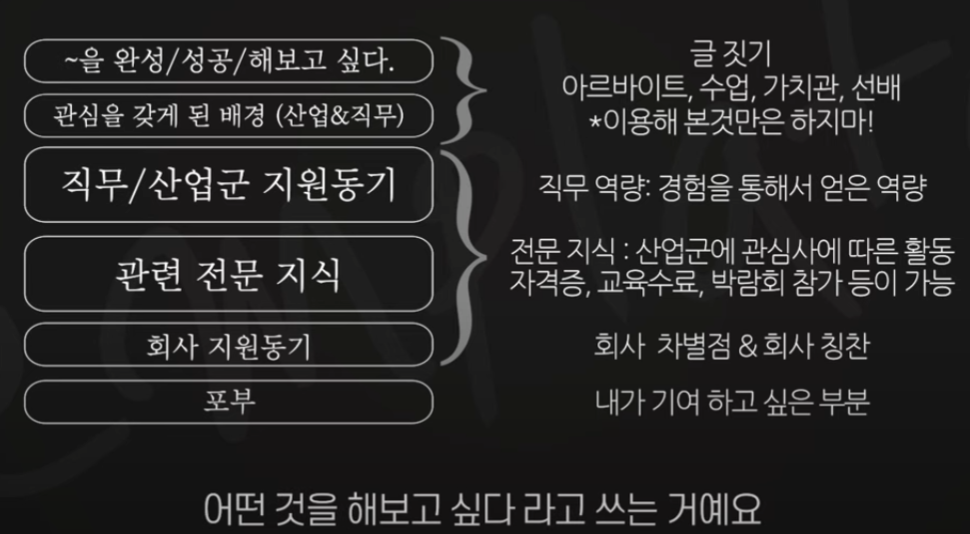 ~을 완성/성공/해보고 싶다.
관심을 갖게 된 배경 (산업&직무)
직무/산업군 지원동기
관련 전문 지식
회사 지원동기
포부
글 짓기
아르바이트, 수업, 가치관, 선배
*이용해 본것만은 하지마!
직무 역량: 경험을 통해서 얻은 역량
전문 지식 : 산업군에 관심사에 따른 활동
자격증, 교육수료, 박람회 참가 등이 가능
회사 차별점 & 회사 칭찬
내가 기여 하고 싶은 부분
어떤 것을 해보고 싶다 라고 쓰는 거예요